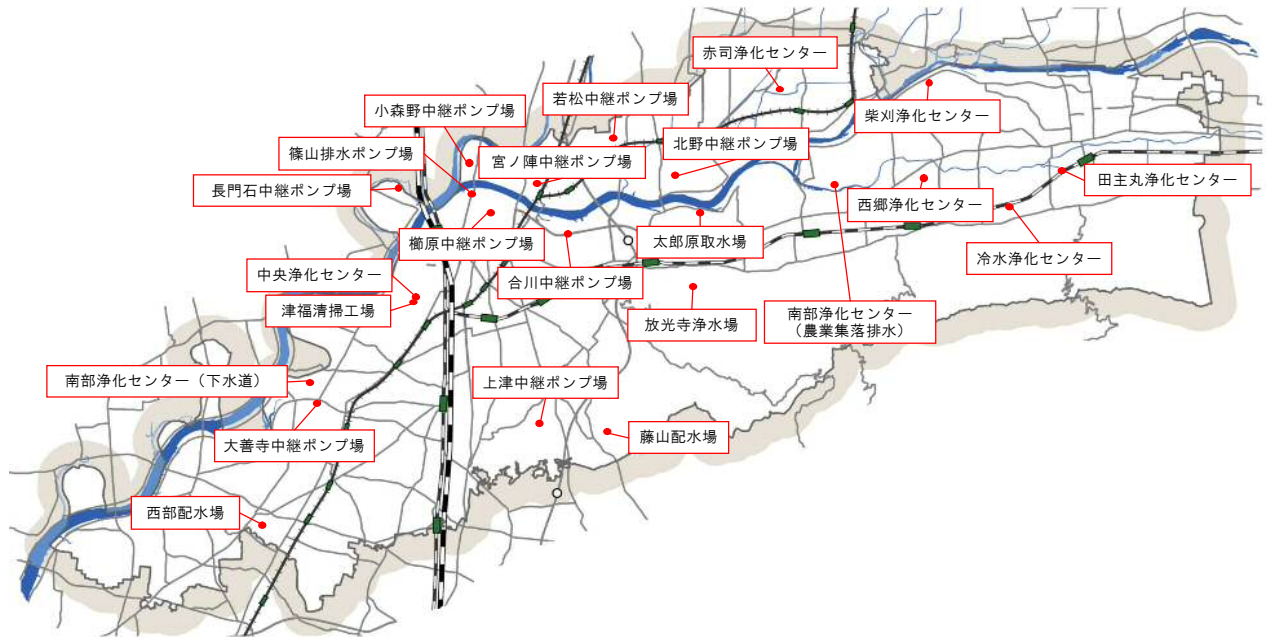 赤司浄化センター
若松中継ポンプ場
小森野中継ポンプ場
柴刈浄化センター
北野中継ポンプ場
篠山排水ポンプ場
宮ノ陣中継ポンプ場
長門石中継ポンプ場
田主丸浄化センター
西郷浄化センター
櫛原中継ポンプ場
太郎原取水場
冷水浄化センター
中央浄化センター
合川中継ポンプ場
津福清掃工場
放光寺浄水場
南部浄化センター
（農業集落排水）
南部浄化センター（下水道）
上津中継ポンプ場
大善寺中継ポンプ場
藤山配水場
西部配水場